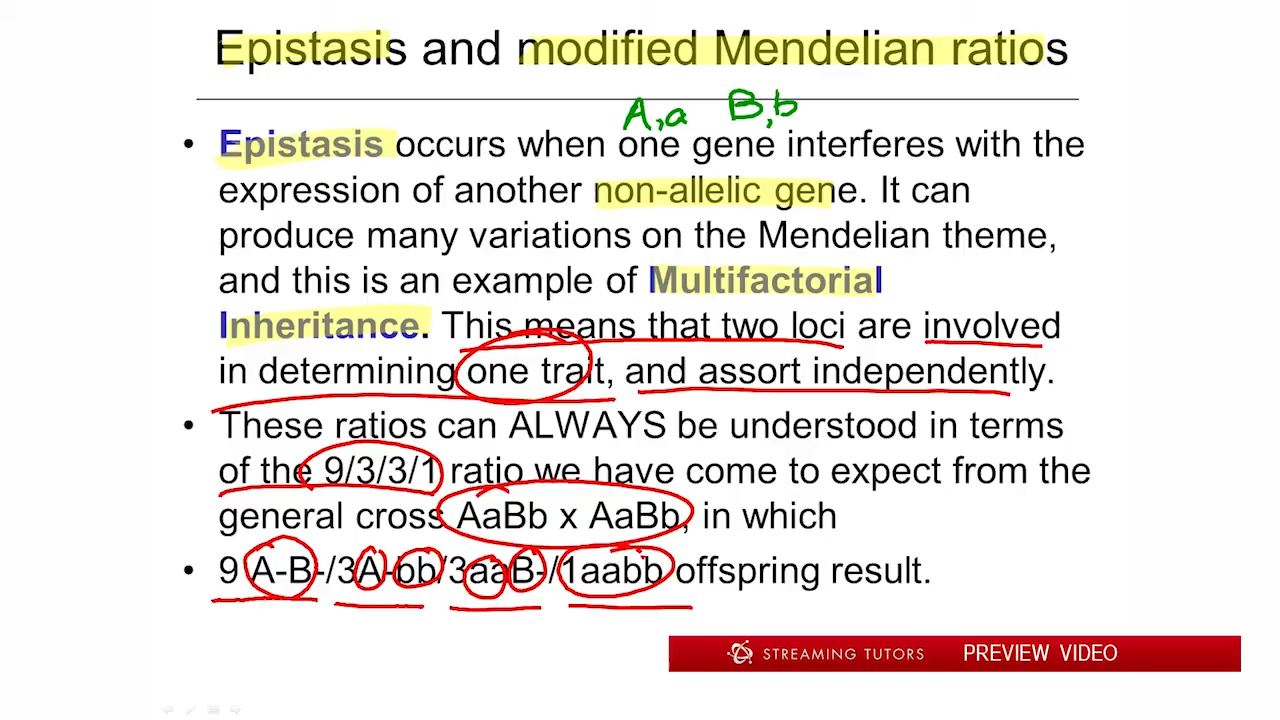 Epistasis and modified Mendelian ratios
A,a B,b
• Epistasis occurs when one gene interferes with the
expression of another non-allelic gene. It can
produce many variations on the Mendelian theme,
and this is an example of Multifactorial
Inheritance. This means that two loci are involved
in determining one trait, and assort independently.
• These ratios can ALWAYS be understood in terms
of the 9/3/3/1 ratio we have come to expect from the
general cross AaBb x AaBb, in which
• 9 A-B-/3A-bb/3aaB-/1aabb offspring result.
STREAMING TUTORS PREVIEW VIDEO